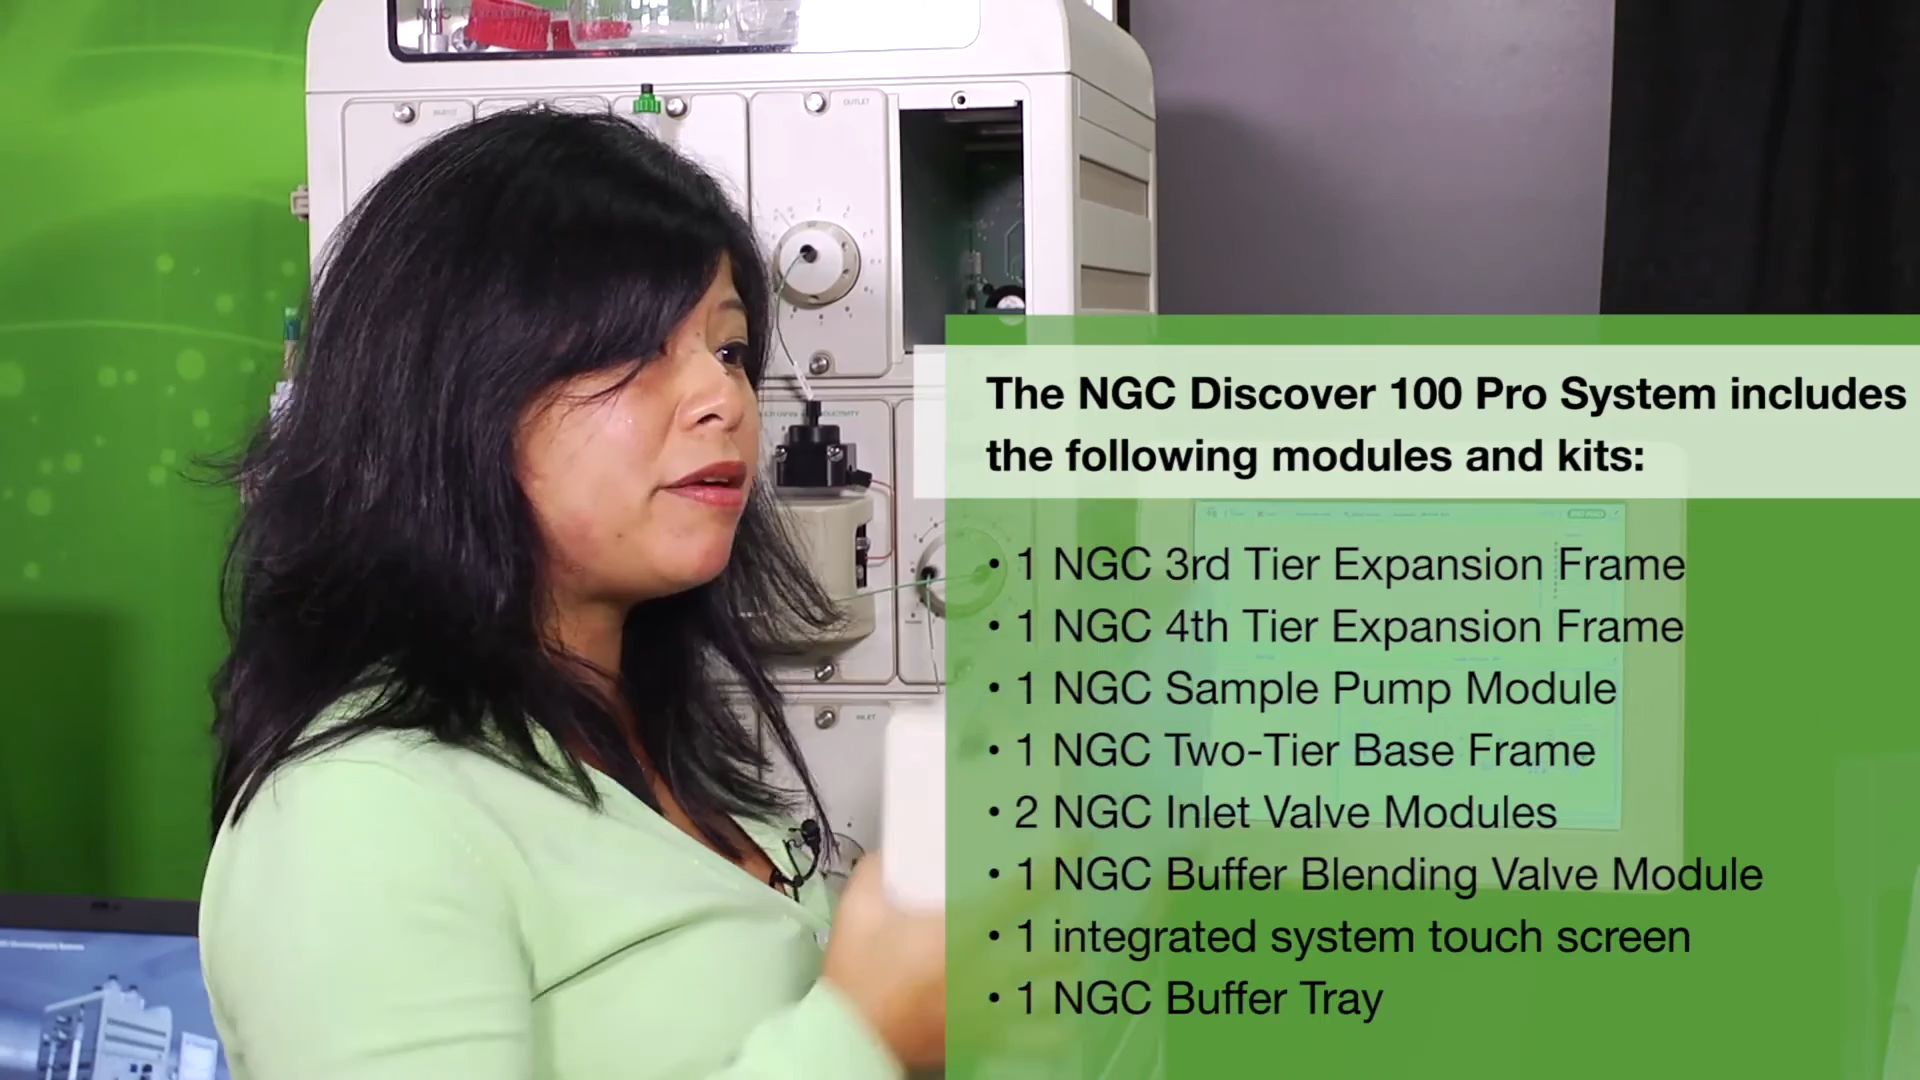 NGC
OUTLET
The NGC Discover 100 Pro System includes
the following modules and kits:
• 1 NGC 3rd Tier Expansion Frame
• 1 NGC 4th Tier Expansion Frame
• 1 NGC Sample Pump Module
• 1 NGC Two-Tier Base Frame
• 2 NGC Inlet Valve Modules
• 1 NGC Buffer Blending Valve Module
• 1 integrated system touch screen
• 1 NGC Buffer Tray
INLET